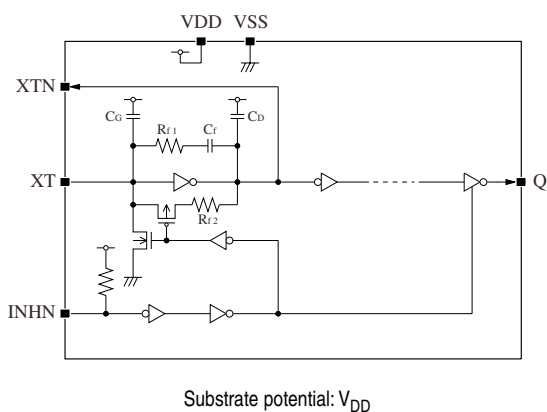 VDD VSS
XTN
CG
CD
Rf1
Cf
XT
Q
Rf2
INHN
Substrate potential: VDD